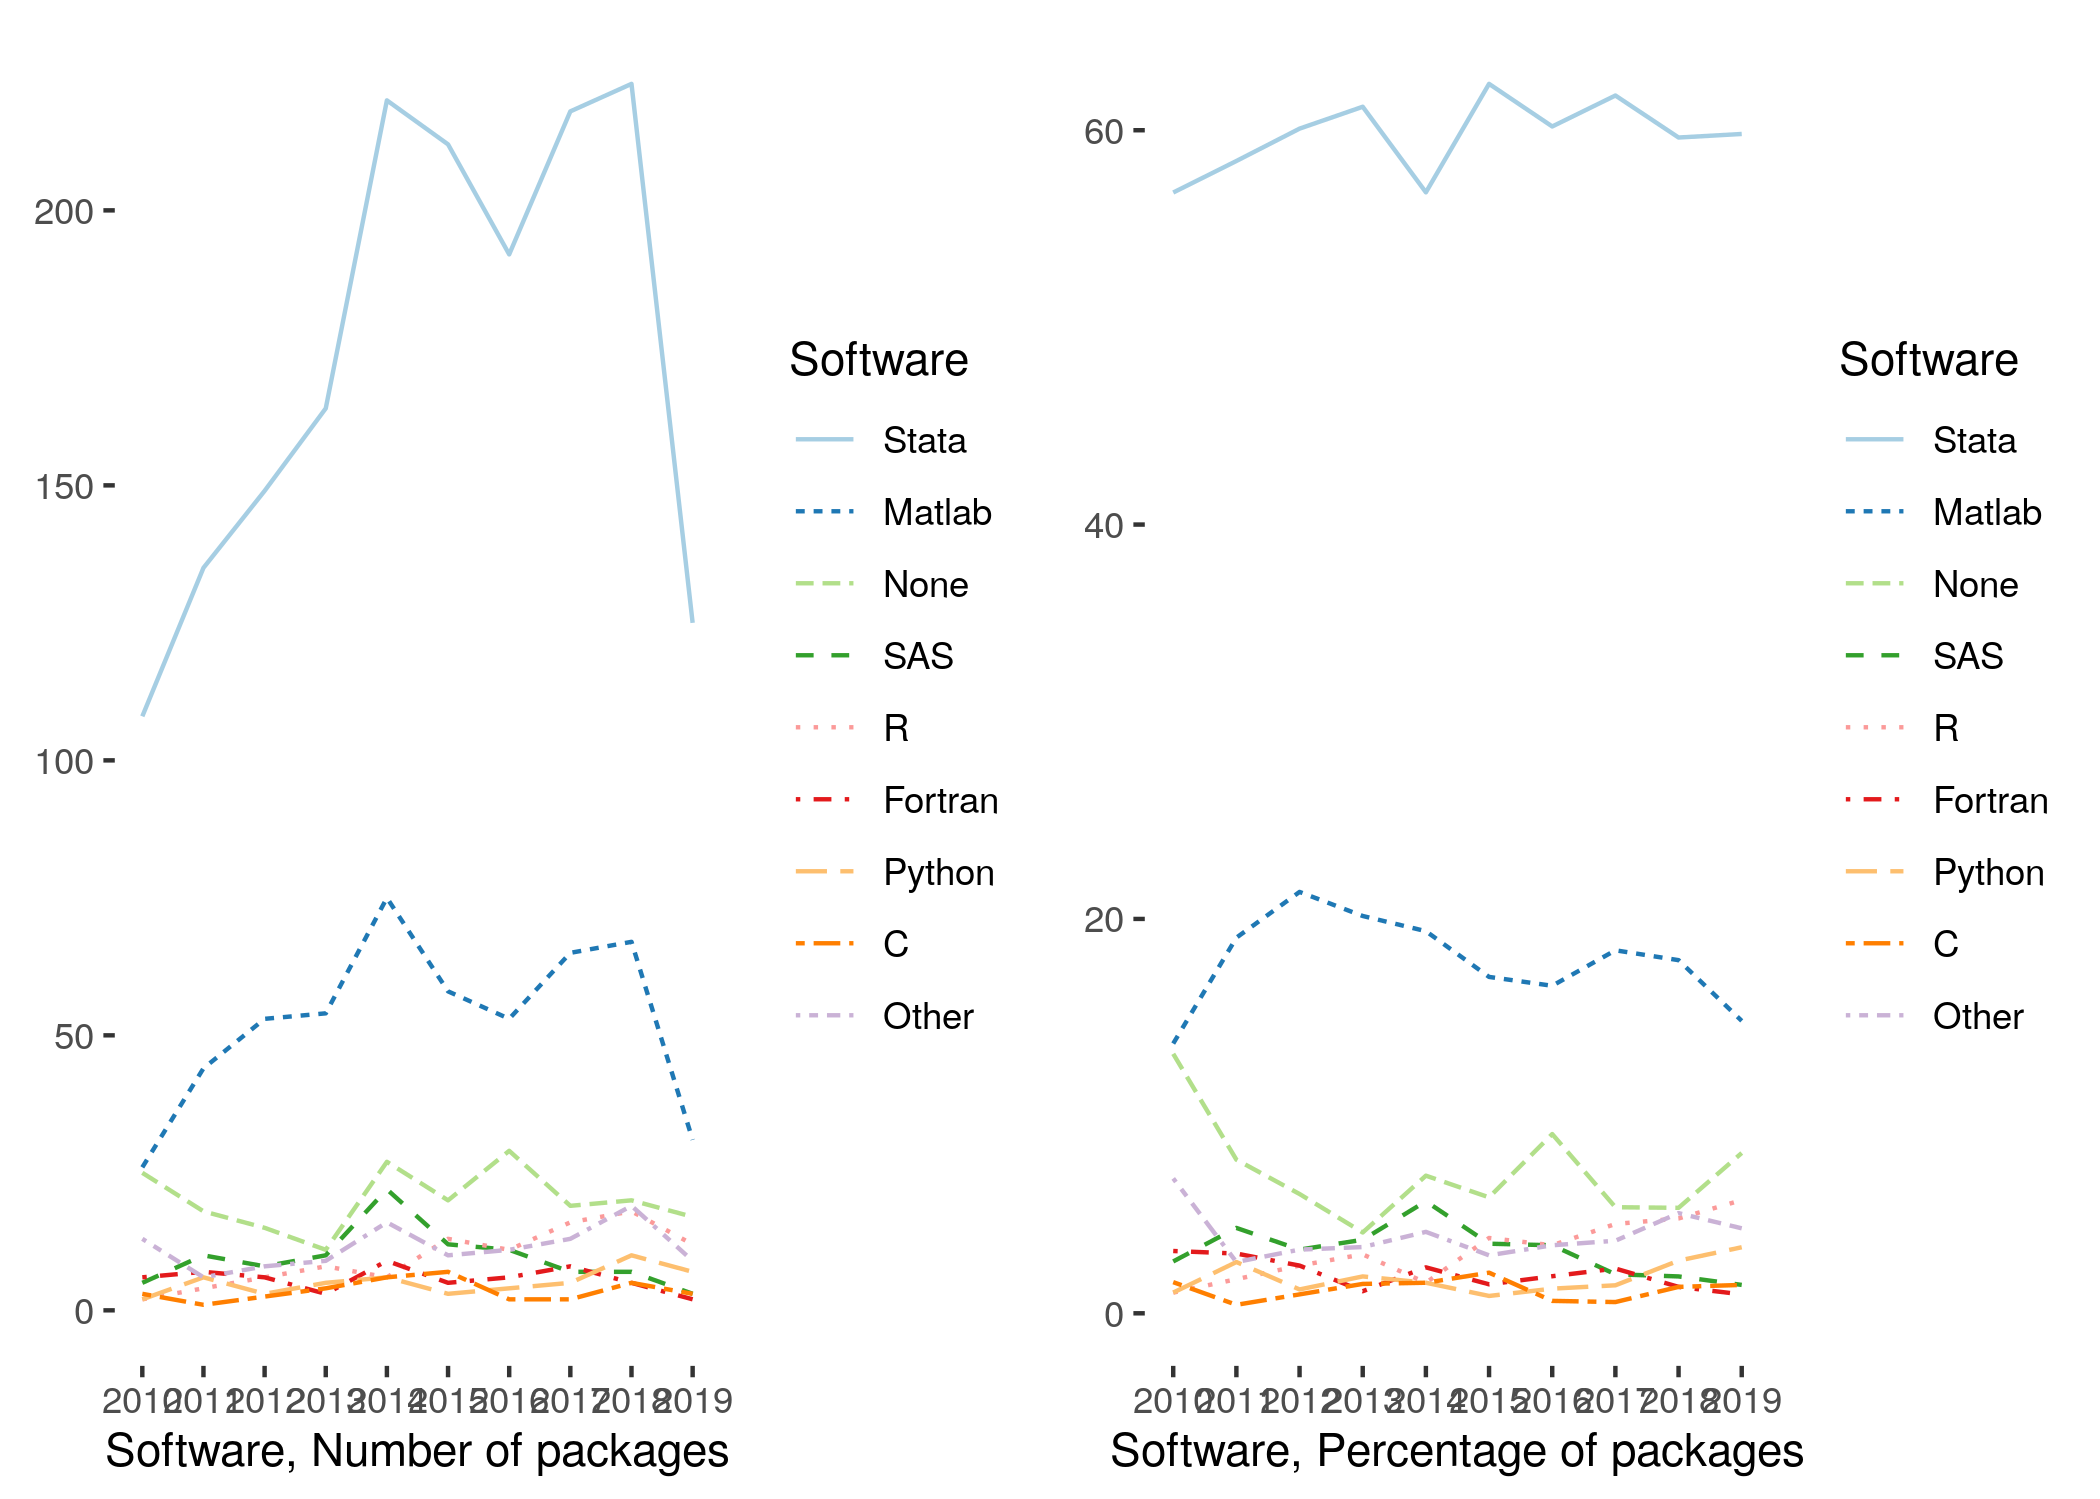 200
150
100
50
0
2010 2011 2012 2013 2014 2015 2016 2017 2018 2019
Software, Number of packages
Software
Stata
Matlab
None
SAS
R
Fortran
Python
C
Other
60
40
20
0
2010 2011 2012 2013 2014 2015 2016 2017 2018 2019
Software, Percentage of packages
Software
Stata
Matlab
None
SAS
R
Fortran
Python
C
Other